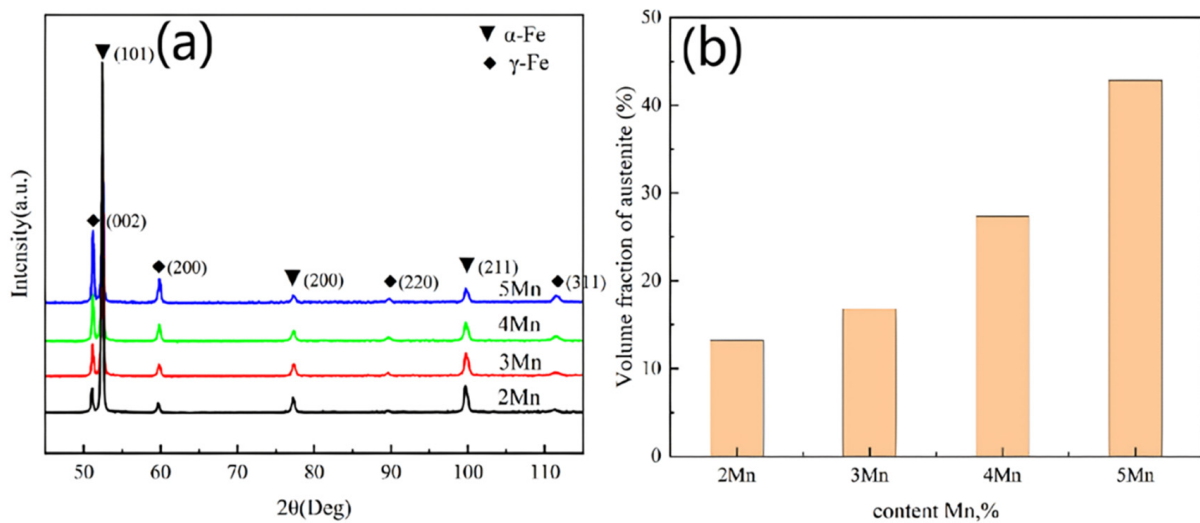 (a)
▼ α-Fe
◆ γ-Fe
▼ (101)
◆ (002)
◆ (200)
▼ (200)
◆ (220)
▼ (211)
◆ (311)
5Mn
4Mn
3Mn
2Mn
Intensity(a.u.)
50 60 70 80 90 100 110
2θ(Deg)
(b)
Volume fraction of austenite (%)
50
40
30
20
10
0
2Mn 3Mn 4Mn 5Mn
content Mn,%